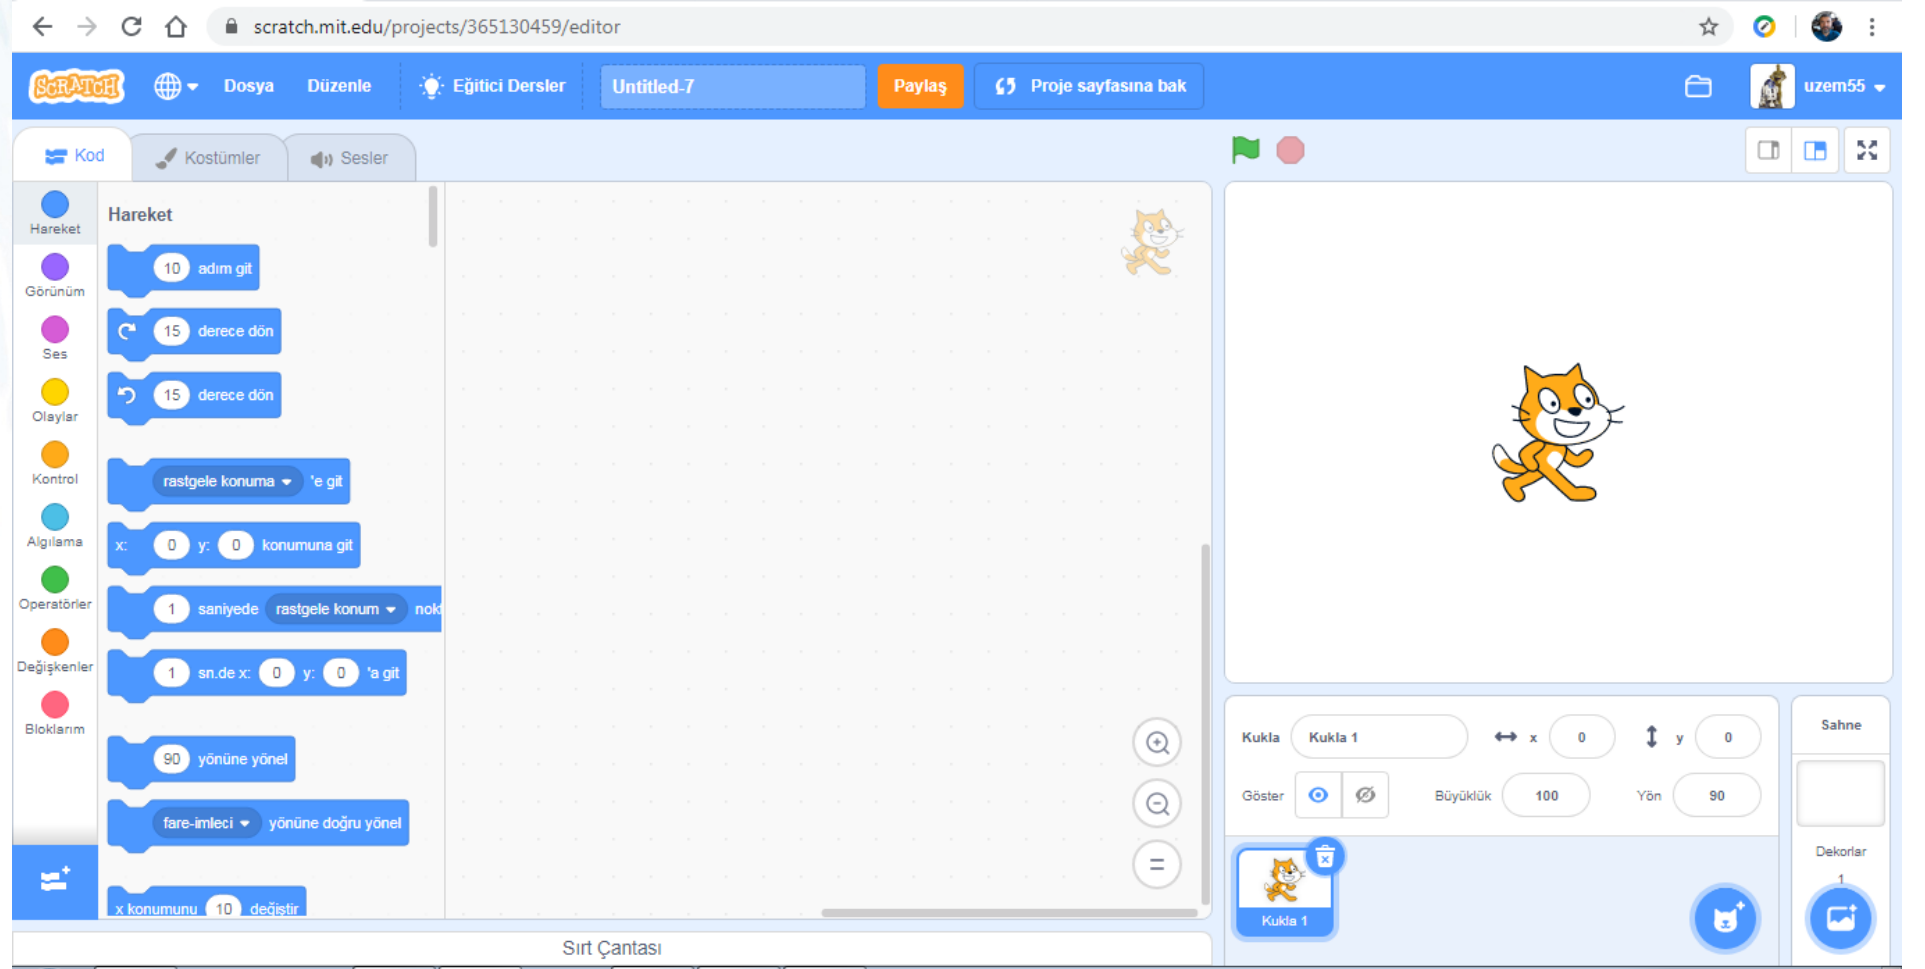 scratch.mit.edu/projects/365130459/editor
SCRATCH Dosya Düzenle Eğitici Dersler Untitled-7 Paylaş Proje sayfasına bak uzem55
Kod Kostümler Sesler
Hareket
Görünüm
Ses
Olaylar
Kontrol
Algılama
Operatörler
Değişkenler
Bloklarım
Hareket
10 adım git
15 derece dön
15 derece dön
rastgele konuma 'e git
x: 0 y: 0 konumuna git
1 saniyede rastgele konum
1 sn.de x: 0 y: 0 'a git
90 yönüne yönel
fare-imleci yönüne doğru yönel
x konumunu 10 değiştir
Sırt Çantası
Kukla Kukla 1 x 0 y 0
Göster Büyüklük 100 Yön 90
Kukla 1
Sahne
Dekorlar
1